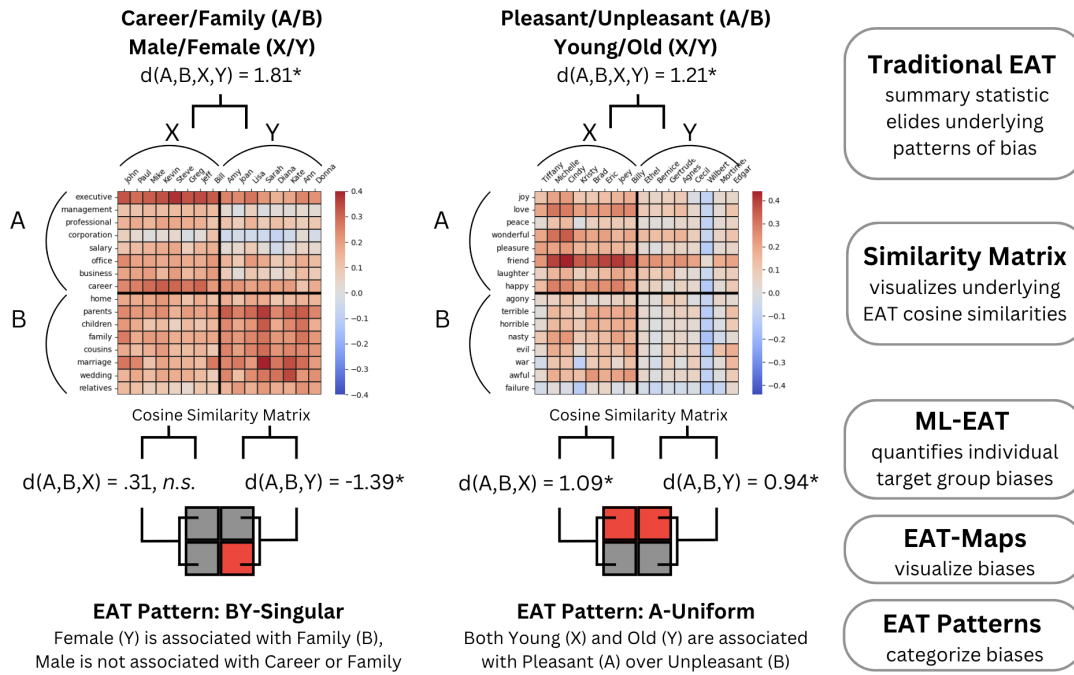 Career/Family (A/B)
Male/Female (X/Y)
d(A,B,X,Y) = 1.81*
X
Y
John
Paul
Mike
Kevin
Steve
Greg
Jeff
Bill
Amy
Joan
Lisa
Sarah
Diana
Kate
Ann
Donna
A
B
executive
management
professional
corporation
salary
office
business
career
home
parents
children
family
cousins
marriage
wedding
relatives
0.4
0.3
0.2
0.1
0.0
−0.1
−0.2
−0.3
−0.4
Cosine Similarity Matrix
d(A,B,X) = .31, n.s.
d(A,B,Y) = -1.39*
EAT Pattern: BY-Singular
Female (Y) is associated with Family (B),
Male is not associated with Career or Family
Pleasant/Unpleasant (A/B)
Young/Old (X/Y)
d(A,B,X,Y) = 1.21*
X
Y
Tiffany
Michelle
Cindy
Kristy
Brad
Eric
Joey
Billy
Ethel
Bernice
Gertrude
Agnes
Cecil
Wilbert
Mortimer
Edgar
A
B
joy
love
peace
wonderful
pleasure
friend
laughter
happy
agony
terrible
horrible
nasty
evil
war
awful
failure
0.4
0.3
0.2
0.1
0.0
−0.1
−0.2
−0.3
−0.4
Cosine Similarity Matrix
d(A,B,X) = 1.09*
d(A,B,Y) = 0.94*
EAT Pattern: A-Uniform
Both Young (X) and Old (Y) are associated
with Pleasant (A) over Unpleasant (B)
Traditional EAT
summary statistic
elides underlying
patterns of bias
Similarity Matrix
visualizes underlying
EAT cosine similarities
ML-EAT
quantifies individual
target group biases
EAT-Maps
visualize biases
EAT Patterns
categorize biases